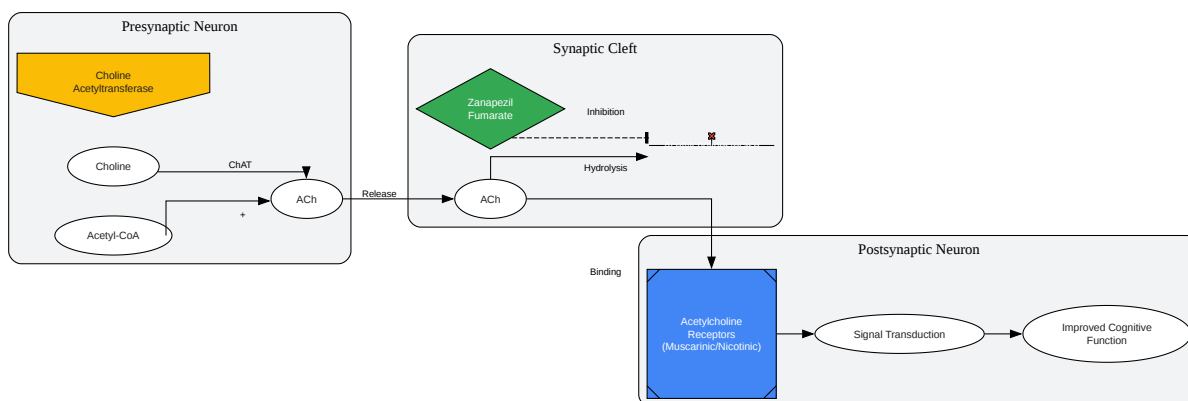 Presynaptic Neuron
Choline
Acetyltransferase
Choline
ChAT
ACh
Acetyl-CoA
+
Release
Synaptic Cleft
Zanapezil
Fumarate
Inhibition
Hydrolysis
ACh
Binding
Postsynaptic Neuron
Acetylcholine
Receptors
(Muscarinic/Nicotinic)
Signal Transduction
Improved Cognitive
Function